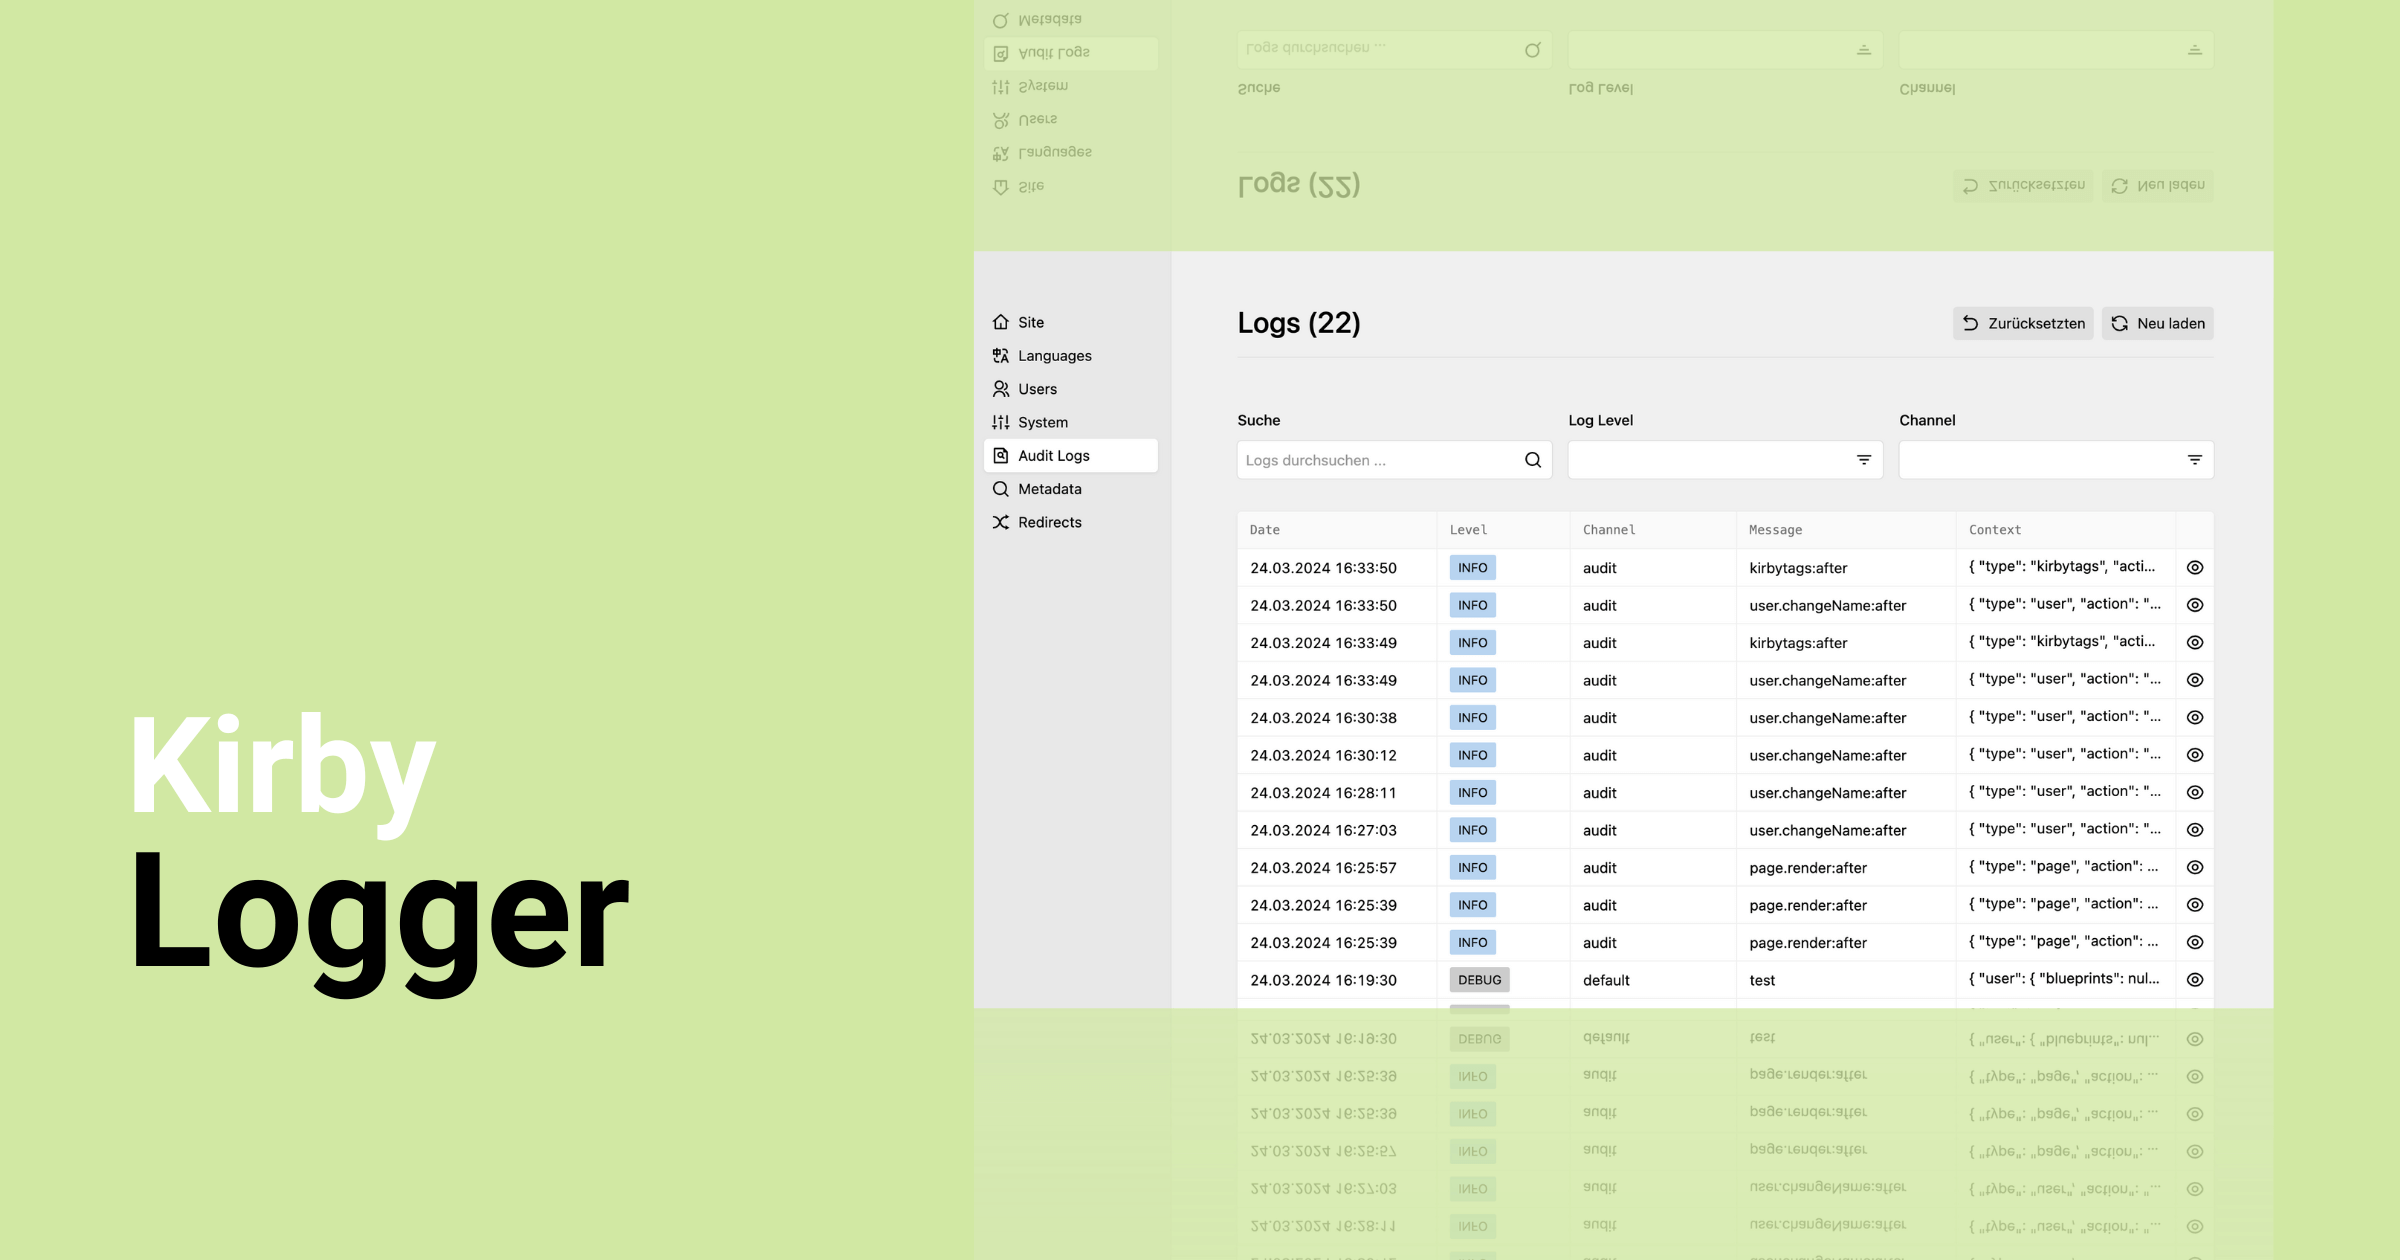 Kirby
Logger
Site
Languages
Users
System
Audit Logs
Metadata
Redirects
Logs (22)
Zurücksetzten
Neu laden
Suche
Log Level
Channel
Logs durchsuchen ...
Date Level Channel Message Context
24.03.2024 16:33:50 INFO audit kirbytags:after { "type": "kirbytags", "acti...
24.03.2024 16:33:50 INFO audit user.changeName:after { "type": "user", "action": "...
24.03.2024 16:33:49 INFO audit kirbytags:after { "type": "kirbytags", "acti...
24.03.2024 16:33:49 INFO audit user.changeName:after { "type": "user", "action": "...
24.03.2024 16:30:38 INFO audit user.changeName:after { "type": "user", "action": "...
24.03.2024 16:30:12 INFO audit user.changeName:after { "type": "user", "action": "...
24.03.2024 16:28:11 INFO audit user.changeName:after { "type": "user", "action": "...
24.03.2024 16:27:03 INFO audit user.changeName:after { "type": "user", "action": "...
24.03.2024 16:25:57 INFO audit page.render:after { "type": "page", "action": ...
24.03.2024 16:25:39 INFO audit page.render:after { "type": "page", "action": ...
24.03.2024 16:25:39 INFO audit page.render:after { "type": "page", "action": ...
24.03.2024 16:19:30 DEBUG default test { "user": { "blueprints": nul...